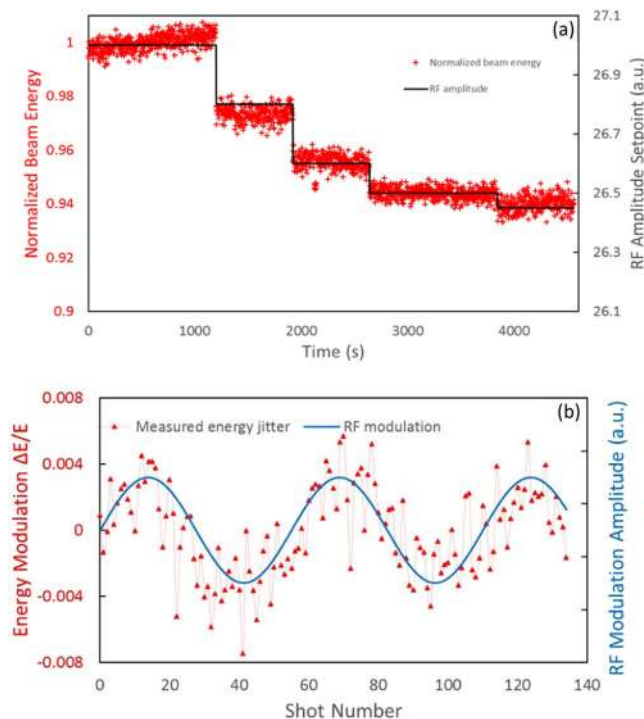 (a)
27.1
1
Normalized beam energy
RF amplitude
0.98
26.9
0.96
26.7
0.94
26.5
0.92
26.3
0.9
26.1
0
1000
2000
3000
4000
Time (s)
Normalized Beam Energy
RF Amplitude Setpoint (a.u.)
0.008
(b)
Measured energy jitter
RF modulation
0.004
0
-0.004
-0.008
0
20
40
60
80
100
120
140
Shot Number
Energy Modulation ΔE/E
RF Modulation Amplitude (a.u.)